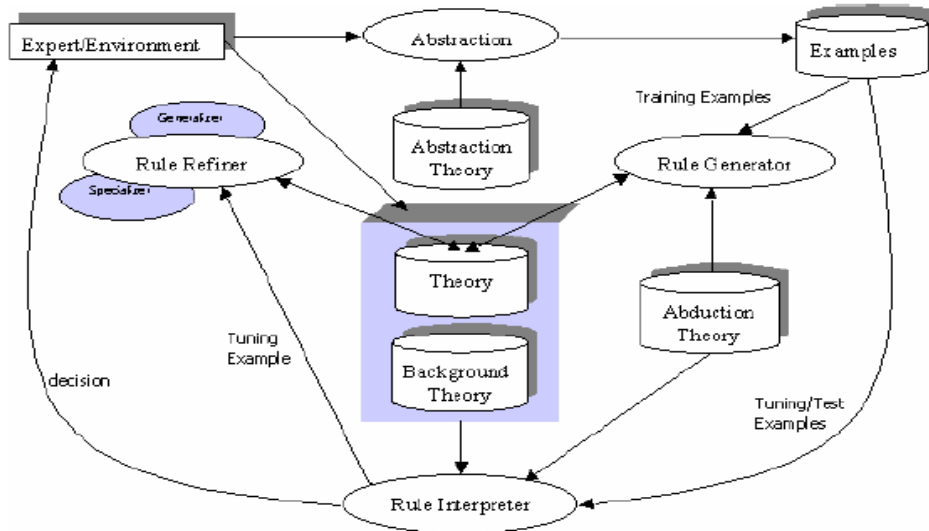 Expert/Environment
Abstraction
Examples
Training Examples
Generalizer
Abstraction
Theory
Rule Refiner
Rule Generator
Specializer
Theory
Abduction
Theory
Tuning
Example
Background
Theory
decision
Tuning/Test
Examples
Rule Interpreter